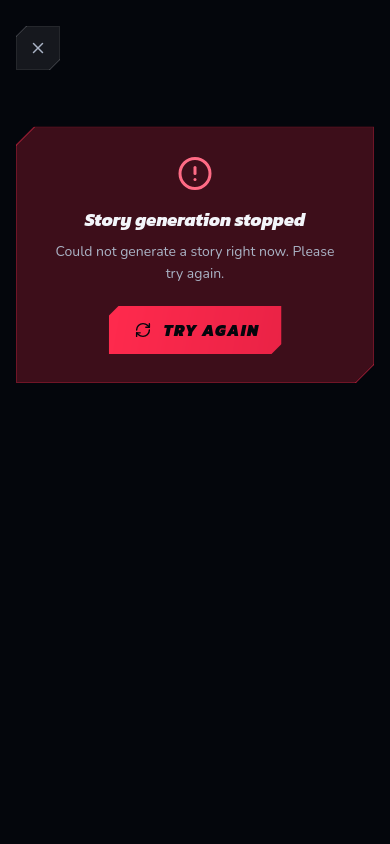 Story generation stopped
Could not generate a story right now. Please
try again.
TRY AGAIN